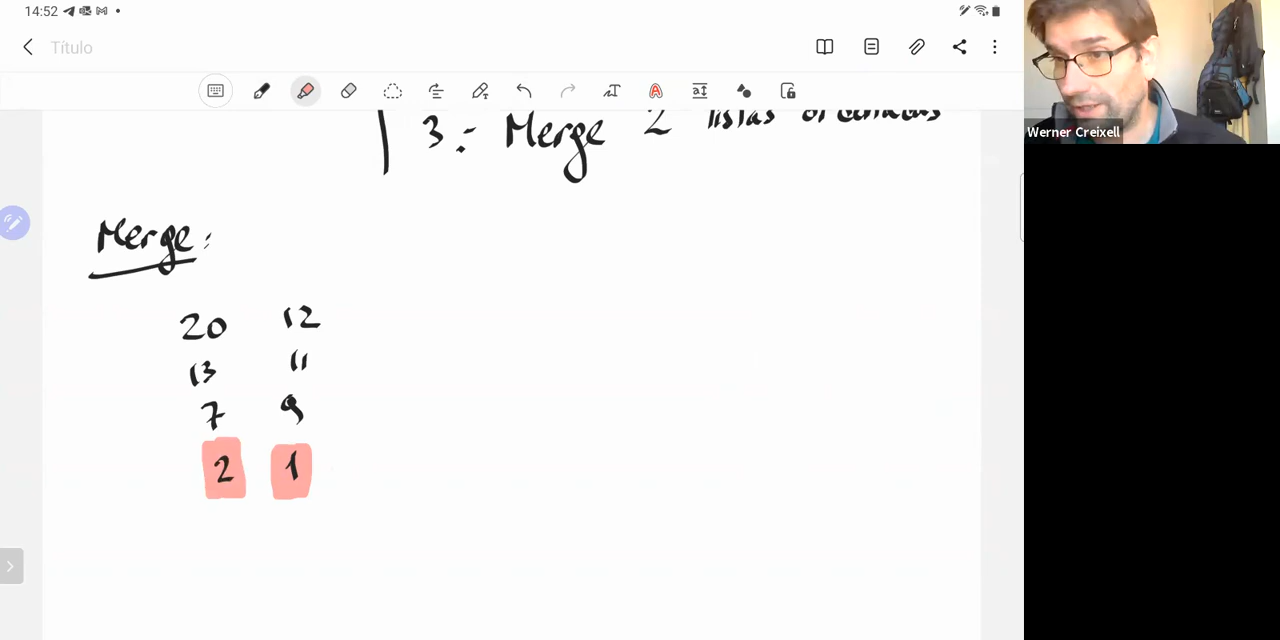 14:52
Título
3.- Merge 2 listas ordenadas
Merge:
20 12
13 11
7 9
2 1
Werner Creixell